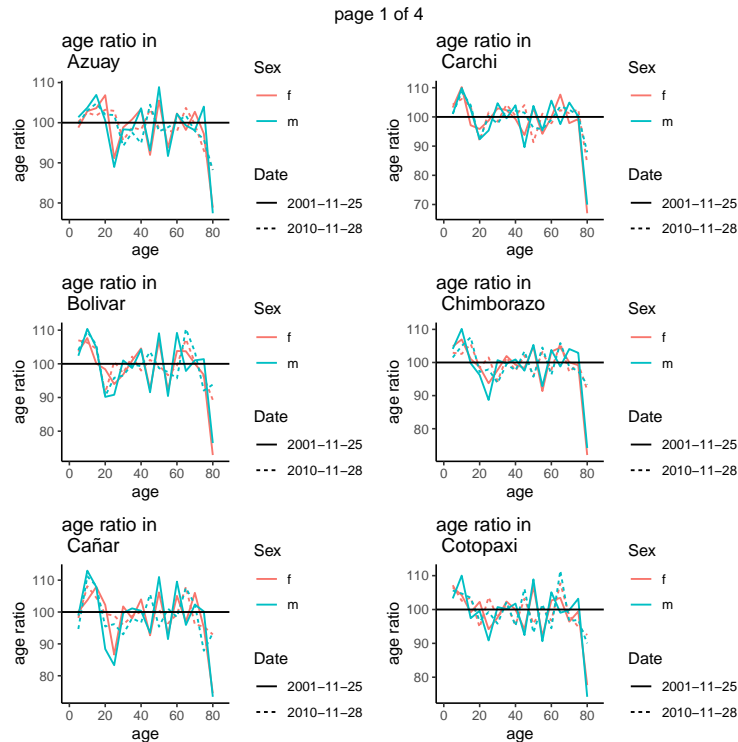 page 1 of 4
age ratio in
Azuay
110
100
90
80
0 20 40 60 80
age
age ratio
Sex
f
m
Date
2001−11−25
2010−11−28
age ratio in
Carchi
110
100
90
80
70
0 20 40 60 80
age
age ratio
Sex
f
m
Date
2001−11−25
2010−11−28
age ratio in
Bolivar
110
100
90
80
0 20 40 60 80
age
age ratio
Sex
f
m
Date
2001−11−25
2010−11−28
age ratio in
Chimborazo
110
100
90
80
0 20 40 60 80
age
age ratio
Sex
f
m
Date
2001−11−25
2010−11−28
age ratio in
Cañar
110
100
90
80
0 20 40 60 80
age
age ratio
Sex
f
m
Date
2001−11−25
2010−11−28
age ratio in
Cotopaxi
110
100
90
80
0 20 40 60 80
age
age ratio
Sex
f
m
Date
2001−11−25
2010−11−28